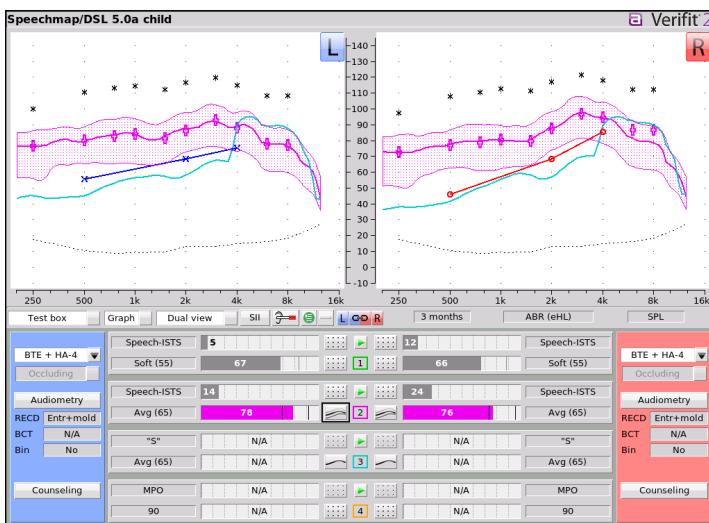 Speechmap/DSL 5.0a child
a Verifit 2
L
R
140
130
120
110
100
90
80
70
60
50
40
30
20
10
0
-10
250 500 1k 2k 4k 8k 16k
250 500 1k 2k 4k 8k 16k
Test box Graph Dual view SII L R 3 months ABR (eHL) SPL
Speech-ISTS 5 12 Speech-ISTS
BTE + HA-4 Soft (55) 67 1 66 Soft (55) BTE + HA-4
Occluding Occluding
Speech-ISTS 14 24 Speech-ISTS
Audiometry Audiometry
RECD Entr+mold Avg (65) 78 2 76 Avg (65) RECD Entr+mold
BCT N/A BCT N/A
Bin No "S" N/A N/A "S" Bin No
Avg (65) N/A 3 N/A Avg (65)
Counseling MPO N/A N/A MPO Counseling
90 N/A 4 N/A 90